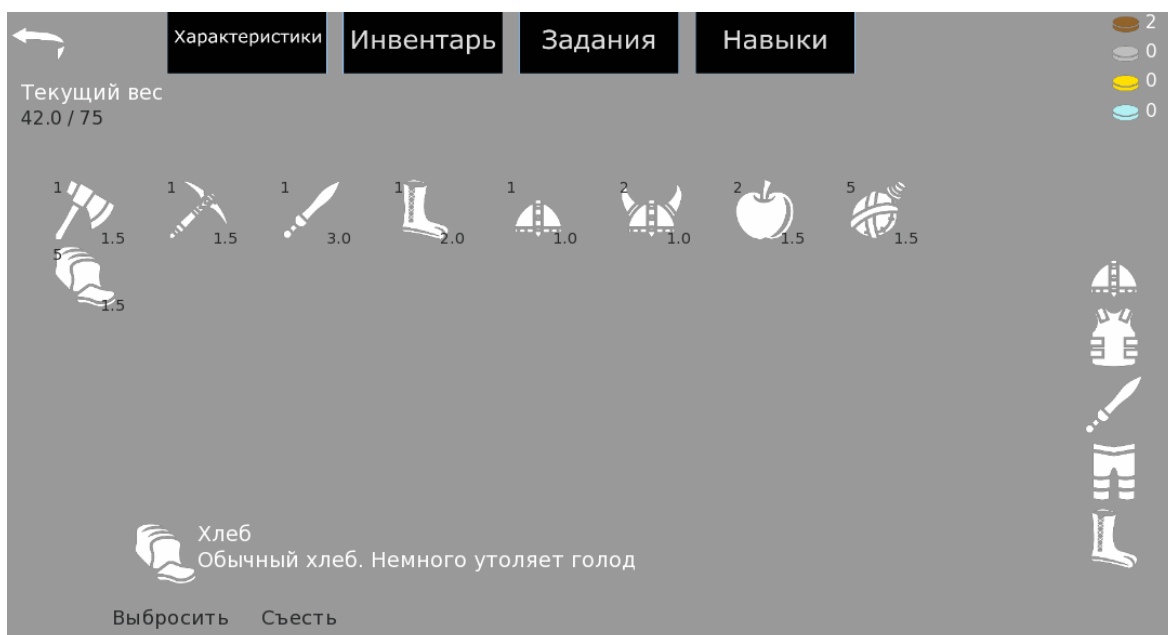 Характеристики Инвентарь Задания Навыки
2
0
0
0
Текущий вес
42.0 / 75
1 1 1 1 1 2 2 5
1.5 1.5 3.0 2.0 1.0 1.0 1.5 1.5
5
1.5
Хлеб
Обычный хлеб. Немного утоляет голод
Выбросить Съесть